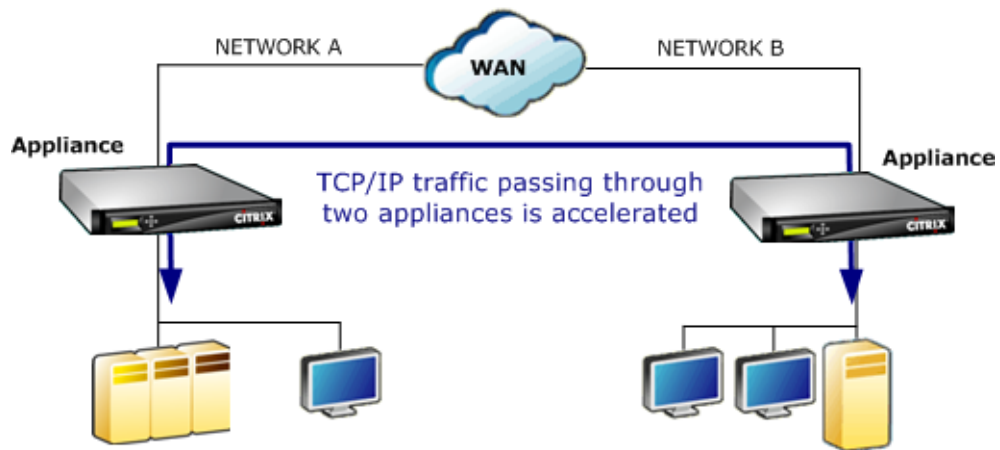 NETWORK A
WAN
NETWORK B
Appliance
Appliance
TCP/IP traffic passing through
two appliances is accelerated
CITRIX
CITRIX